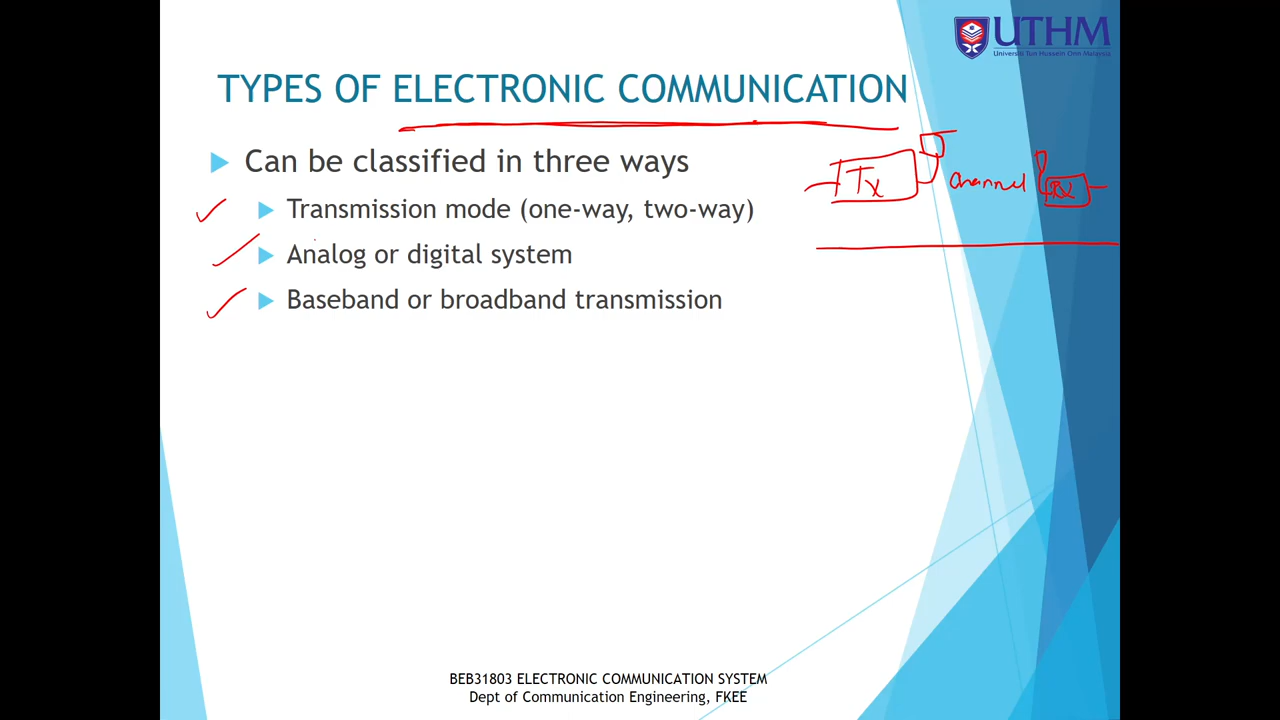 UTHM
Universiti Tun Hussein Onn Malaysia
TYPES OF ELECTRONIC COMMUNICATION
Can be classified in three ways
Tx
Channel
Rx
Transmission mode (one-way, two-way)
Analog or digital system
Baseband or broadband transmission
BEB31803 ELECTRONIC COMMUNICATION SYSTEM
Dept of Communication Engineering, FKEE